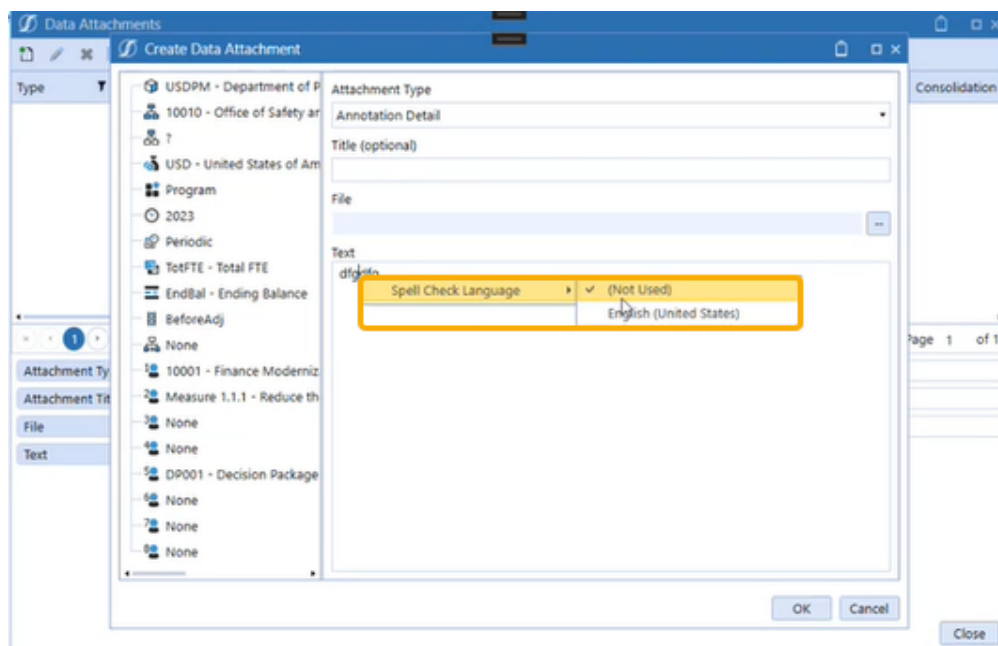 Data Attachments
Create Data Attachment
Type
Consolidation
USDPM - Department of P
10010 - Office of Safety ar
?
USD - United States of Am
Program
2023
Periodic
TotFTE - Total FTE
EndBal - Ending Balance
BeforeAdj
None
10001 - Finance Moderniz
Measure 1.1.1 - Reduce th
None
None
DP001 - Decision Package
None
None
None
Attachment Type
Annotation Detail
Title (optional)
File
...
Text
Spell Check Language
(Not Used)
English (United States)
1
Page 1 of 1
Attachment Ty
Attachment Tit
File
Text
OK
Cancel
Close